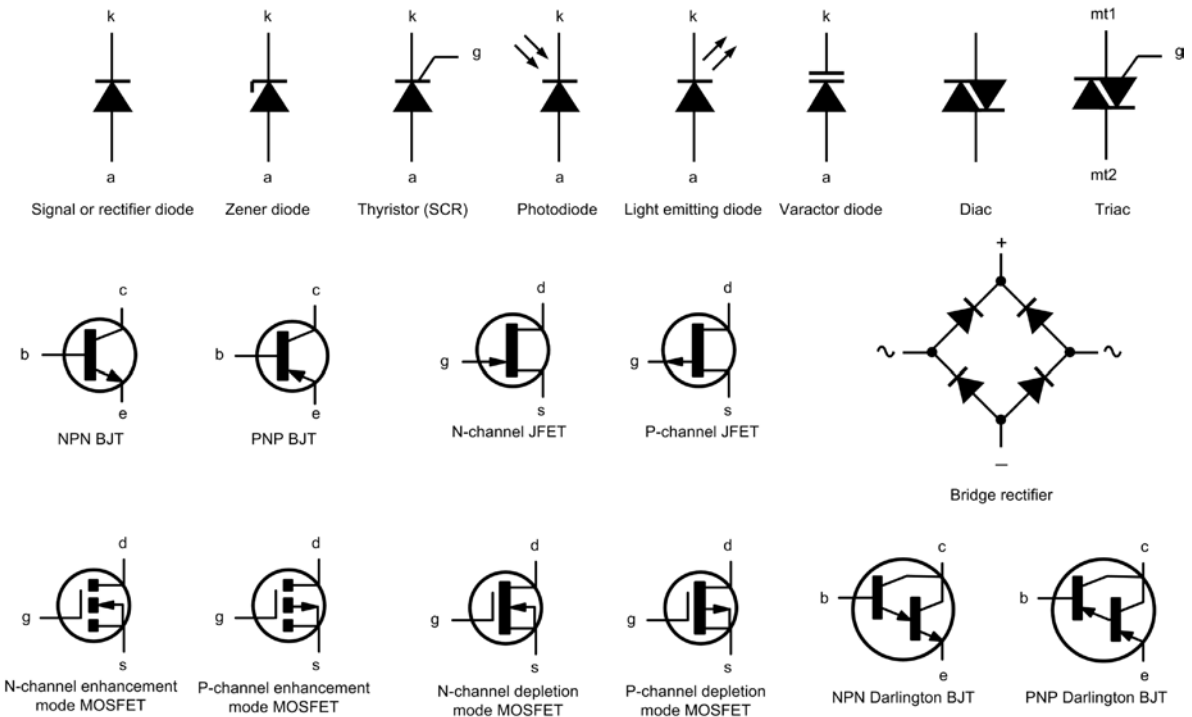 k k k g k k k mt1 g
a a a a a a mt2
Signal or rectifier diode Zener diode Thyristor (SCR) Photodiode Light emitting diode Varactor diode Diac Triac
+
c c d d
b b g g ~ ~
e e s s
NPN BJT PNP BJT N-channel JFET P-channel JFET
–
Bridge rectifier
d d d d c c
g g g g b b
s s s s e e
N-channel enhancement
mode MOSFET
P-channel enhancement
mode MOSFET
N-channel depletion
mode MOSFET
P-channel depletion
mode MOSFET
NPN Darlington BJT PNP Darlington BJT